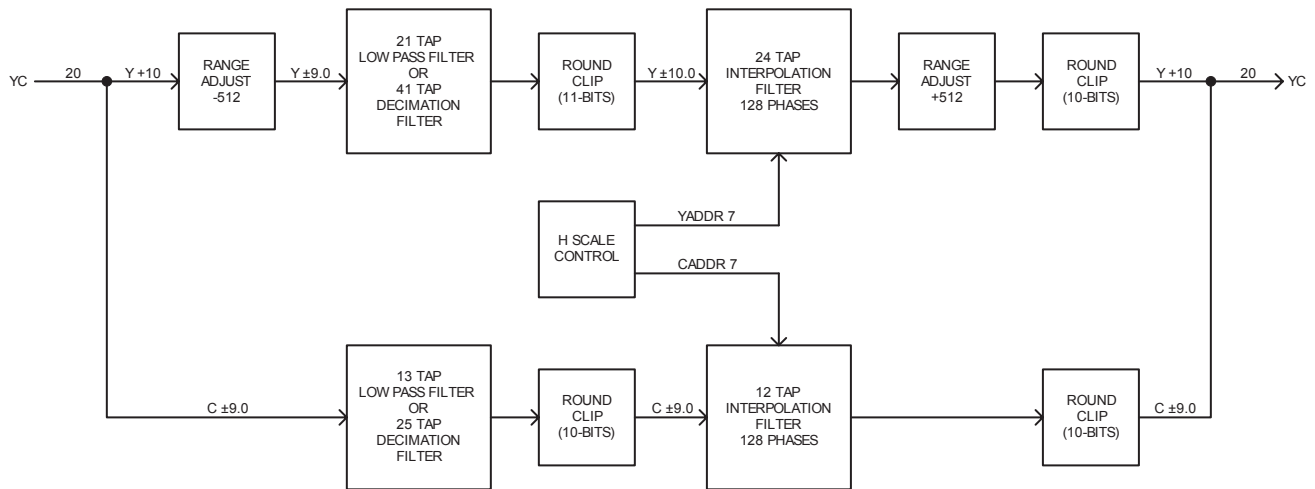 YC
20
Y +10
RANGE
ADJUST
-512
Y ±9.0
21 TAP
LOW PASS FILTER
OR
41 TAP
DECIMATION
FILTER
ROUND
CLIP
(11-BITS)
Y ±10.0
24 TAP
INTERPOLATION
FILTER
128 PHASES
RANGE
ADJUST
+512
ROUND
CLIP
(10-BITS)
Y +10
20
YC
H SCALE
CONTROL
YADDR 7
CADDR 7
C ±9.0
13 TAP
LOW PASS FILTER
OR
25 TAP
DECIMATION
FILTER
ROUND
CLIP
(10-BITS)
C ±9.0
12 TAP
INTERPOLATION
FILTER
128 PHASES
ROUND
CLIP
(10-BITS)
C ±9.0